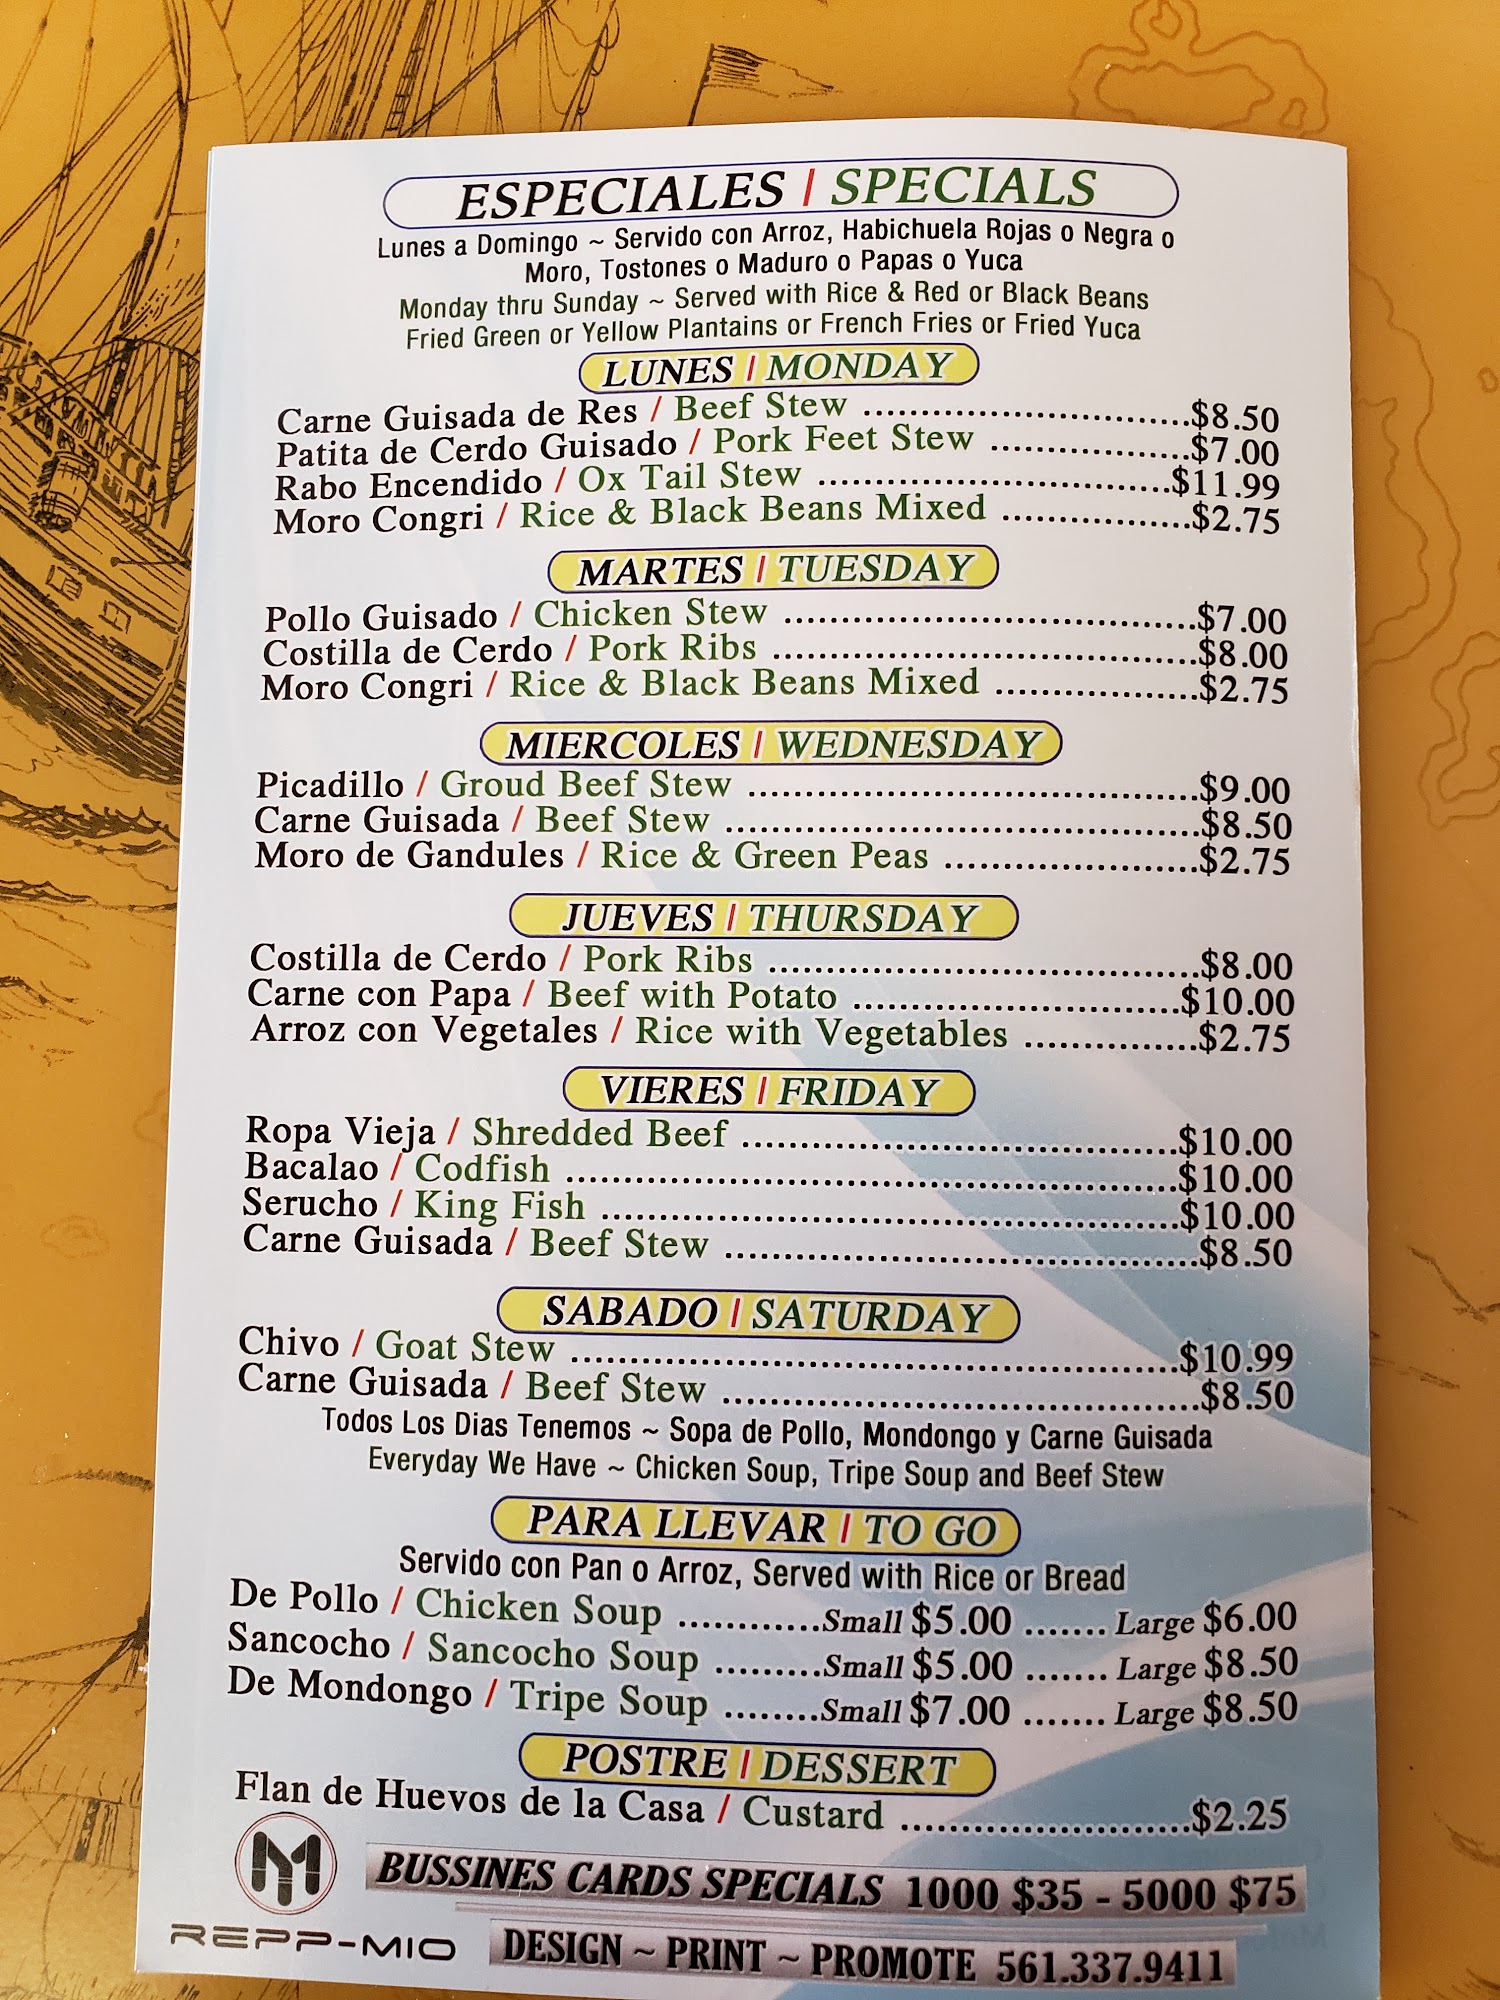 ESPECIALES | SPECIALS
Lunes a Domingo ~ Servido con Arroz, Habichuela Rojas o Negra o
Moro, Tostones o Maduro o Papas o Yuca
Monday thru Sunday ~ Served with Rice & Red or Black Beans
Fried Green or Yellow Plantains or French Fries or Fried Yuca
LUNES | MONDAY
Carne Guisada de Res / Beef Stew ..............................$8.50
Patita de Cerdo Guisado / Pork Feet Stew ..................$7.00
Rabo Encendido / Ox Tail Stew ................................$11.99
Moro Congri / Rice & Black Beans Mixed .................$2.75
MARTES | TUESDAY
Pollo Guisado / Chicken Stew ......................................$7.00
Costilla de Cerdo / Pork Ribs .......................................$8.00
Moro Congri / Rice & Black Beans Mixed ..................$2.75
MIERCOLES | WEDNESDAY
Picadillo / Groud Beef Stew .........................................$9.00
Carne Guisada / Beef Stew ...........................................$8.50
Moro de Gandules / Rice & Green Peas .......................$2.75
JUEVES | THURSDAY
Costilla de Cerdo / Pork Ribs .......................................$8.00
Carne con Papa / Beef with Potato ..............................$10.00
Arroz con Vegetales / Rice with Vegetables ................$2.75
VIERES | FRIDAY
Ropa Vieja / Shredded Beef ........................................$10.00
Bacalao / Codfish ........................................................$10.00
Serucho / King Fish .....................................................$10.00
Carne Guisada / Beef Stew ...........................................$8.50
SABADO | SATURDAY
Chivo / Goat Stew ........................................................$10.99
Carne Guisada / Beef Stew ...........................................$8.50
Todos Los Dias Tenemos ~ Sopa de Pollo, Mondongo y Carne Guisada
Everyday We Have ~ Chicken Soup, Tripe Soup and Beef Stew
PARA LLEVAR | TO GO
Servido con Pan o Arroz, Served with Rice or Bread
De Pollo / Chicken Soup ............Small $5.00 ....... Large $6.00
Sancocho / Sancocho Soup .........Small $5.00 ....... Large $8.50
De Mondongo / Tripe Soup ........Small $7.00 ....... Large $8.50
POSTRE | DESSERT
Flan de Huevos de la Casa / Custard .........................$2.25
BUSSINES CARDS SPECIALS 1000 $35 - 5000 $75
REPP-MIO
DESIGN ~ PRINT ~ PROMOTE 561.337.9411